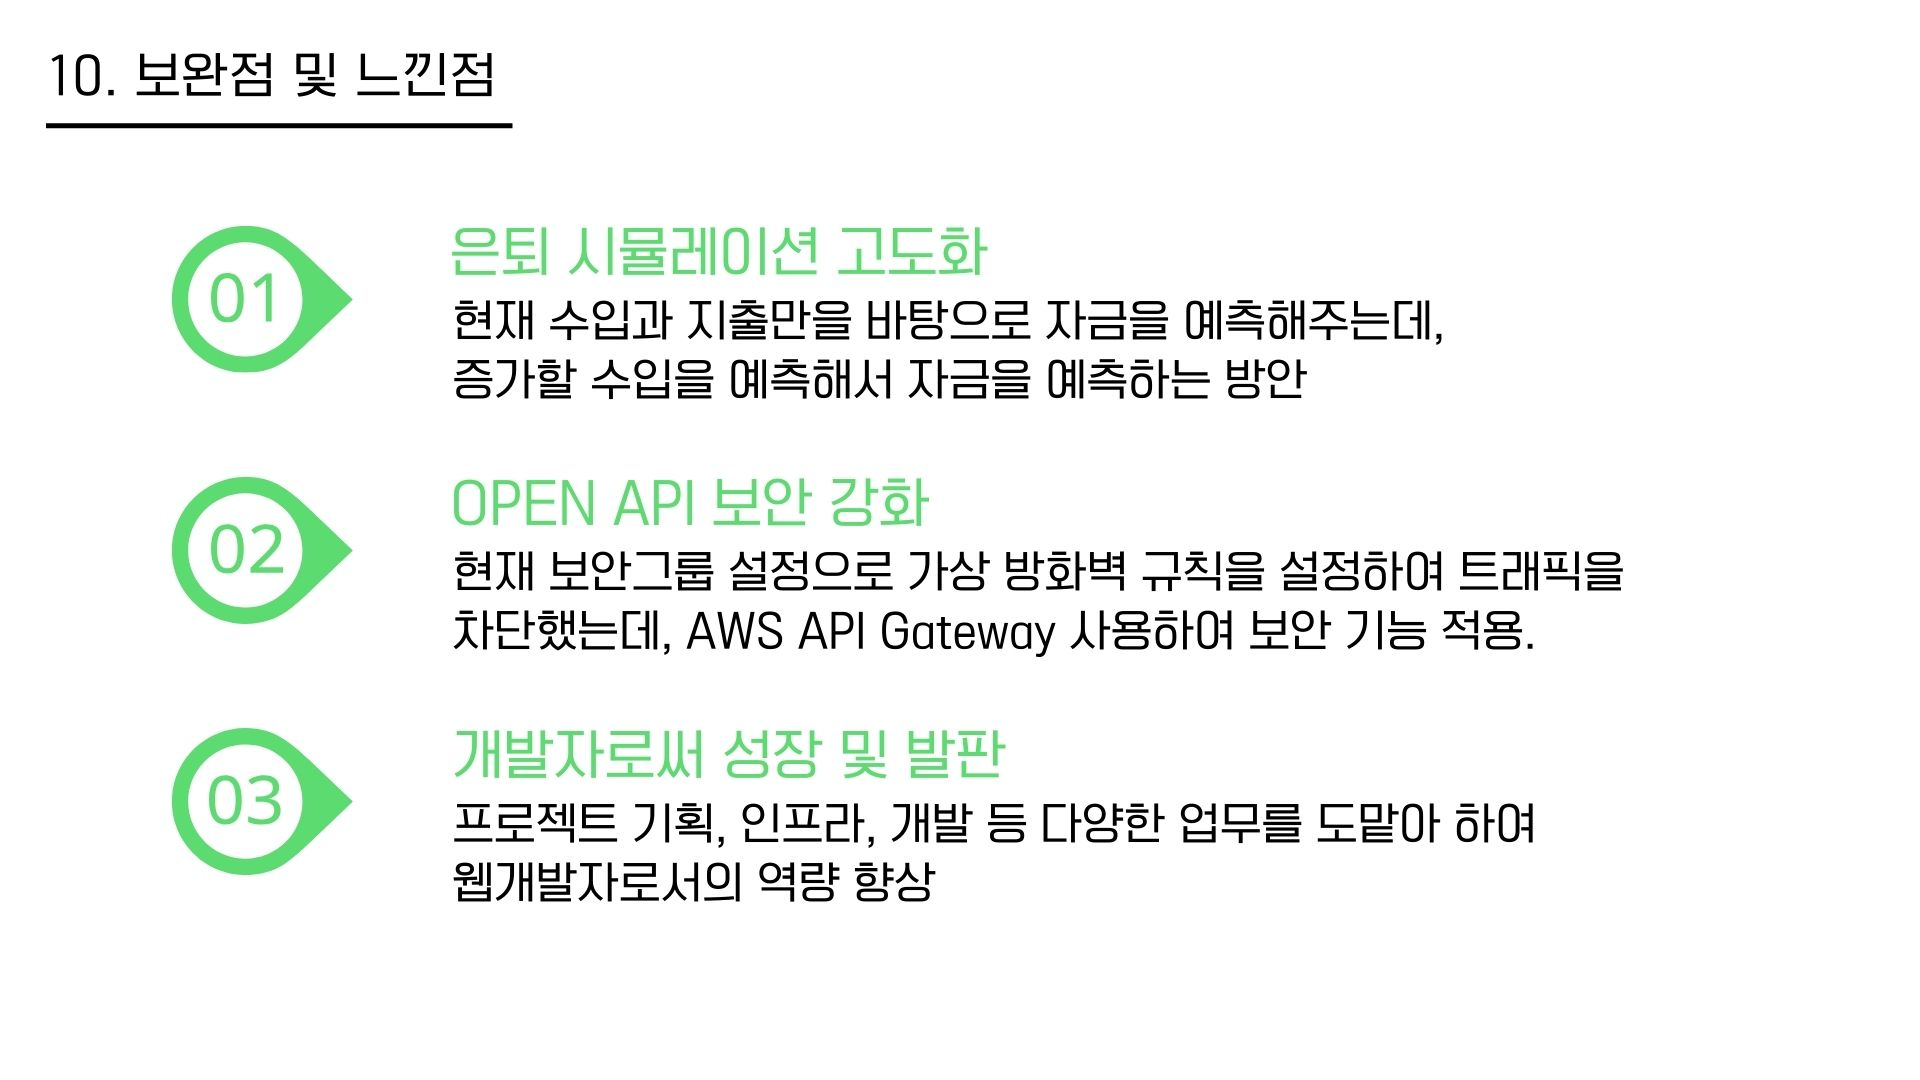 10. 보완점 및 느낀점
01
은퇴 시뮬레이션 고도화
현재 수입과 지출만을 바탕으로 자금을 예측해주는데,
증가할 수입을 예측해서 자금을 예측하는 방안
02
OPEN API 보안 강화
현재 보안그룹 설정으로 가상 방화벽 규칙을 설정하여 트래픽을
차단했는데, AWS API Gateway 사용하여 보안 기능 적용.
03
개발자로써 성장 및 발판
프로젝트 기획, 인프라, 개발 등 다양한 업무를 도맡아 하여
웹개발자로서의 역량 향상